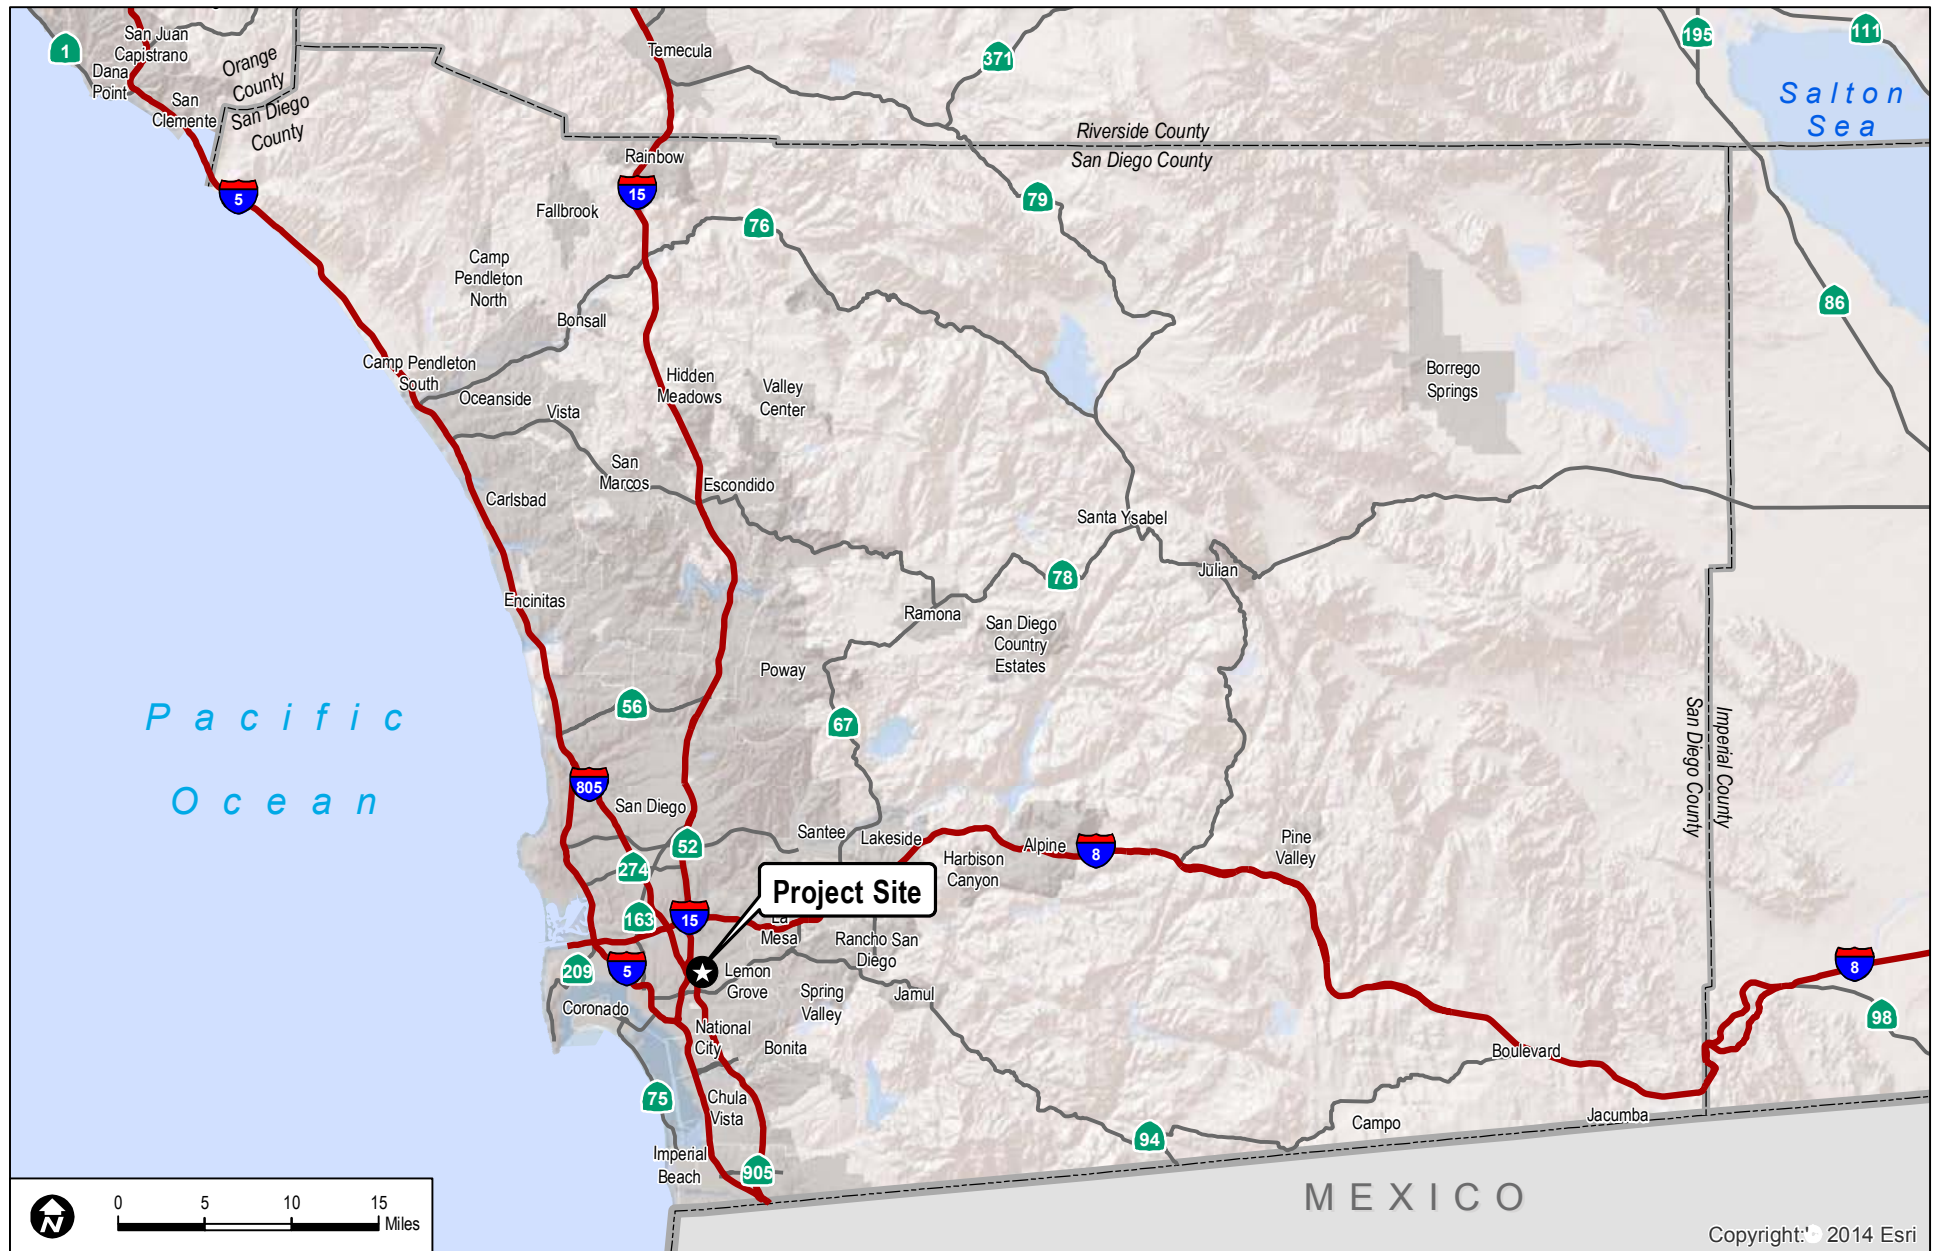 San Juan
Capistrano
1
Dana
Point
Orange
County
San Diego
County
San
Clemente
5
Temecula
371
195
111
Salton
Sea
Riverside County
San Diego County
Rainbow
15
Fallbrook
76
79
Camp
Pendleton
North
86
Bonsall
Camp Pendleton
South
Oceanside
Vista
Hidden
Meadows
Valley
Center
Borrego
Springs
San
Marcos
Escondido
Carlsbad
Santa Ysabel
78
Julian
Encinitas
Ramona
San Diego
Country
Estates
Poway
56
67
Pacific
Ocean
San Diego County
Imperial County
805
San Diego
52
Santee
Lakeside
Harbison
Canyon
Alpine
8
Pine
Valley
274
Project Site
163
15
La
Mesa
Rancho San
Diego
209
5
Lemon
Grove
Spring
Valley
Jamul
8
98
Coronado
National
City
Bonita
Boulevard
75
Chula
Vista
Imperial
Beach
905
94
Campo
Jacumba
MEXICO
N
0 5 10 15
Miles
Copyright:© 2014 Esri